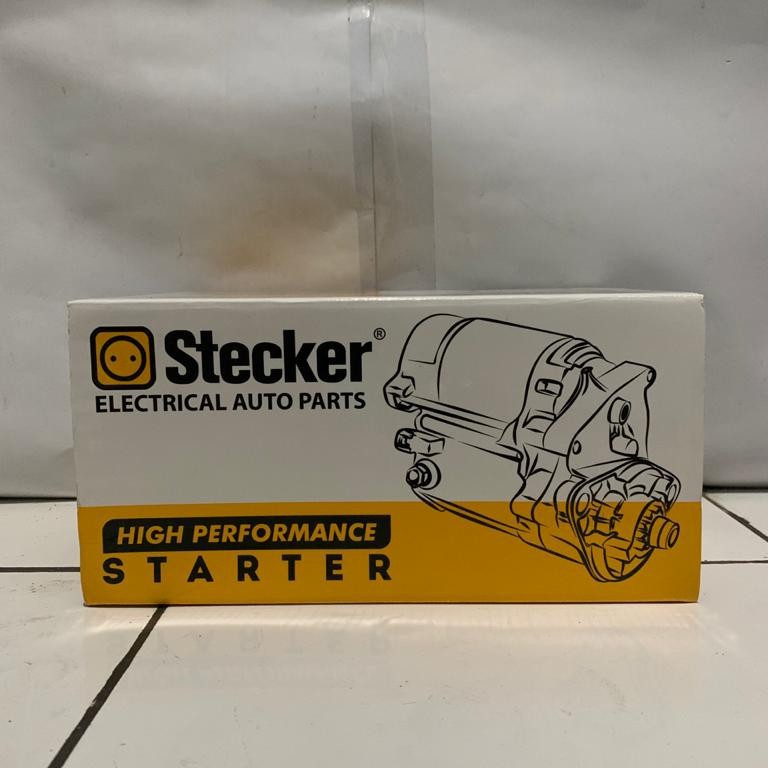 Stecker®
ELECTRICAL AUTO PARTS
HIGH PERFORMANCE
STARTER